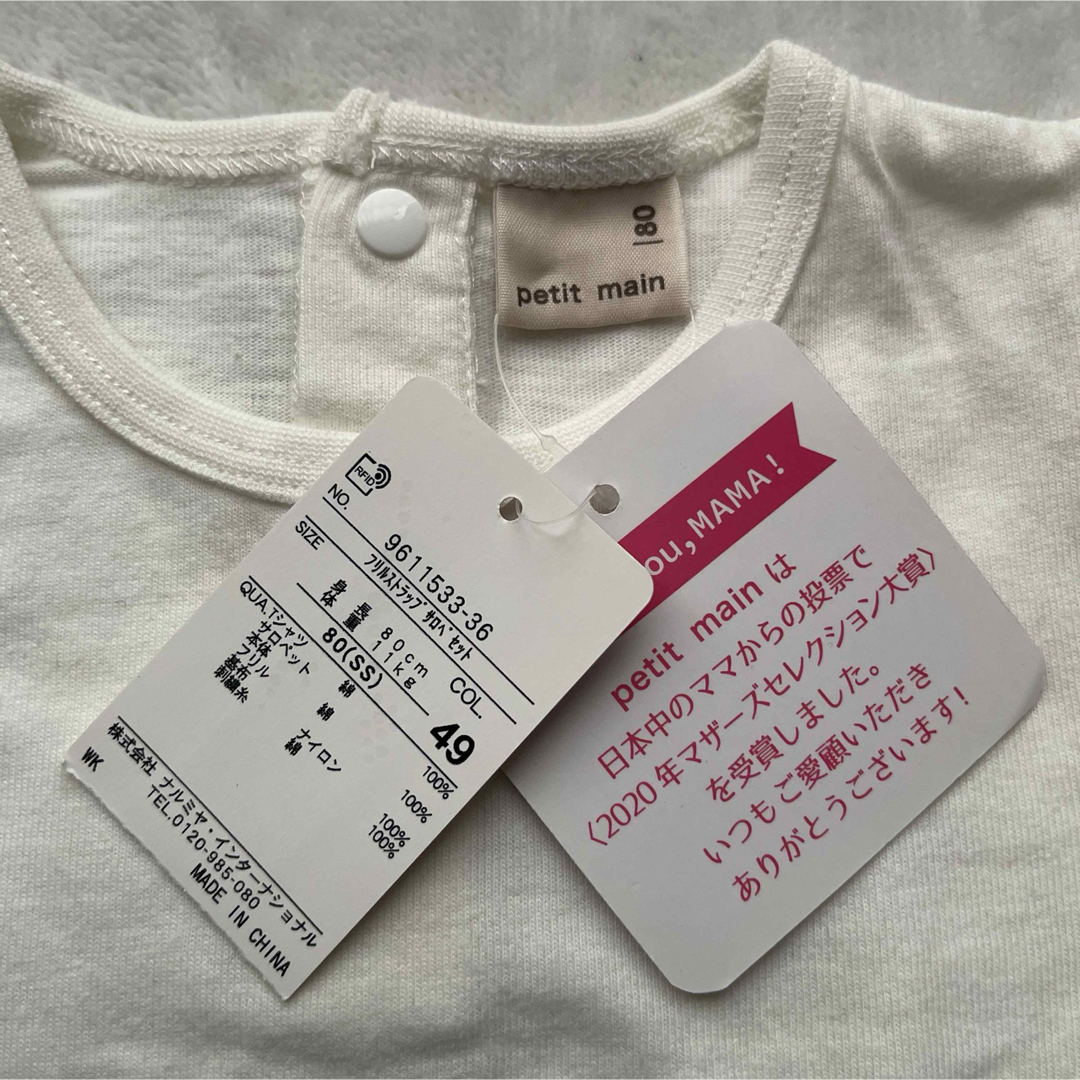 80
petit main
RFID
NO.
9611533-36
フリルストラップ サロペ セット
SIZE
身長 80cm
体重 11kg
80(SS)
COL.
49
QUA.Tシャツ 綿 100%
サロペット
本体 綿 100%
フリル ナイロン 100%
裏布 綿 100%
刺繍糸
株式会社 ナルミヤ・インターナショナル
TEL.0120-985-080
WK
MADE IN CHINA
ou,MAMA!
petit main は
日本中のママからの投票で
〈2020年マザーズセレクション大賞〉
を受賞しました。
いつもご愛顧いただき
ありがとうございます!